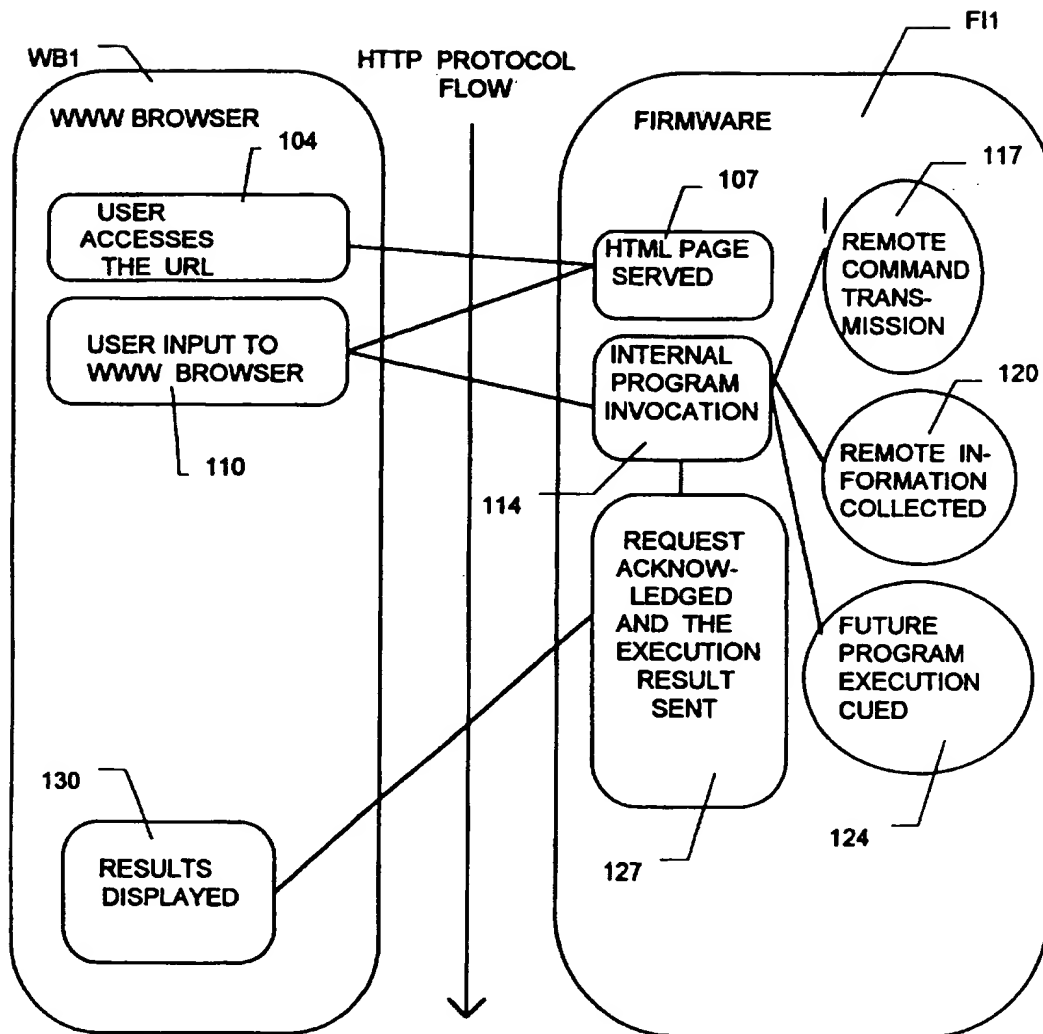 WB1
WWW BROWSER
104
USER
ACCESSES
THE URL
USER INPUT TO
WWW BROWSER
110
130
RESULTS
DISPLAYED
HTTP PROTOCOL
FLOW
FI1
FIRMWARE
107
HTML PAGE
SERVED
INTERNAL
PROGRAM
INVOCATION
114
REQUEST
ACKNOW-
LEDGED
AND THE
EXECUTION
RESULT
SENT
127
117
REMOTE
COMMAND
TRANS-
MISSION
120
REMOTE IN-
FORMATION
COLLECTED
FUTURE
PROGRAM
EXECUTION
CUED
124